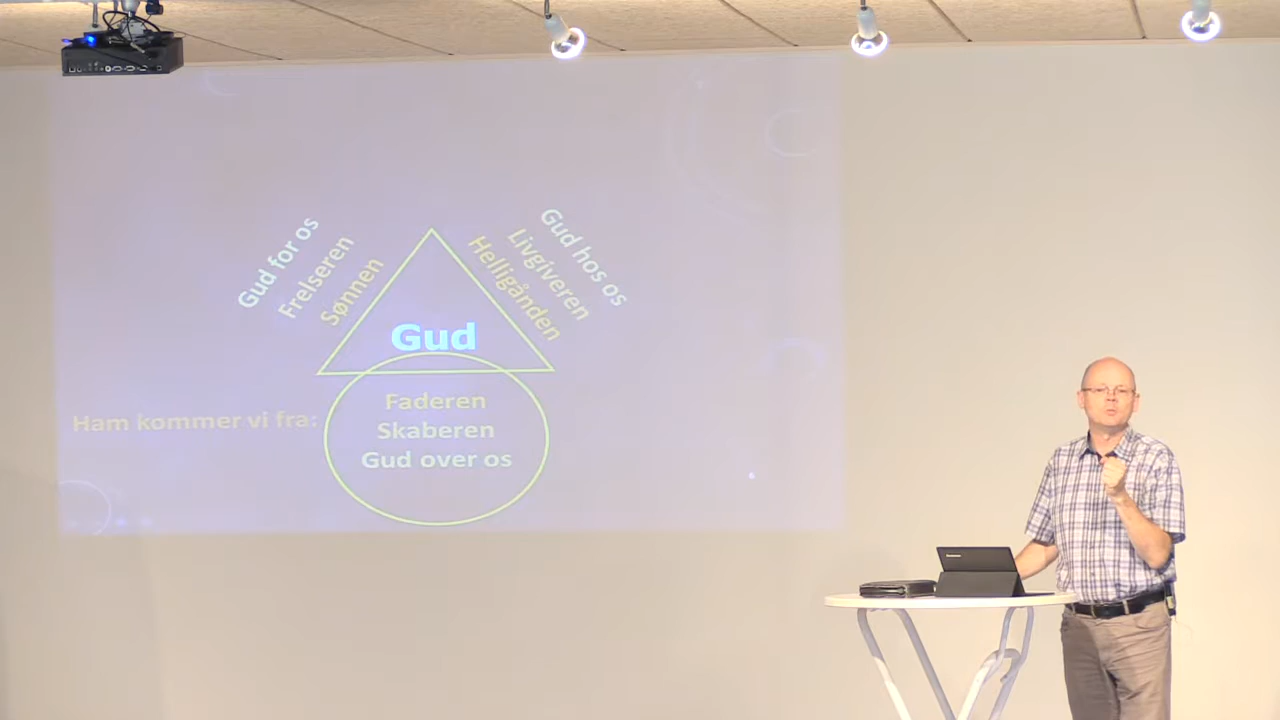 Gud for os
Frelseren
Sønnen
Gud hos os
Livgiveren
Helligånden
Gud
Ham kommer vi fra:
Faderen
Skaberen
Gud over os